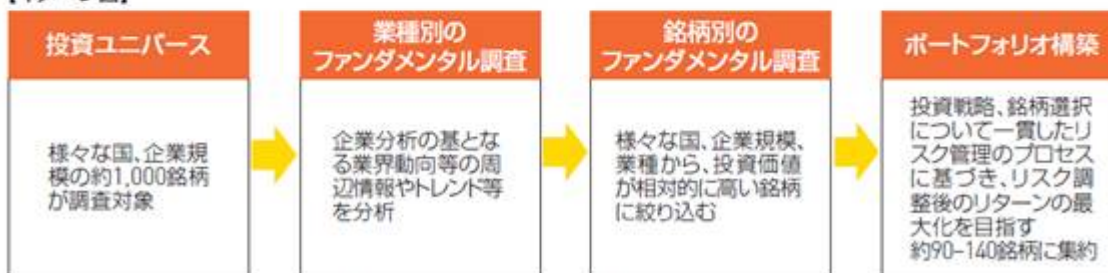 投資ユニバース
業種別の
ファンダメンタル調査
銘柄別の
ファンダメンタル調査
ポートフォリオ構築
様々な国、企業規
模の約1,000銘柄
が調査対象
企業分析の基とな
る業界動向等の周
辺情報やトレンド等
を分析
様々な国、企業規模、
業種から、投資価値
が相対的に高い銘柄
に絞り込む
投資戦略、銘柄選択
について一貫したリ
スク管理のプロセス
に基づき、リスク調
整後のリターンの最
大化を目指す
約90–140銘柄に集約